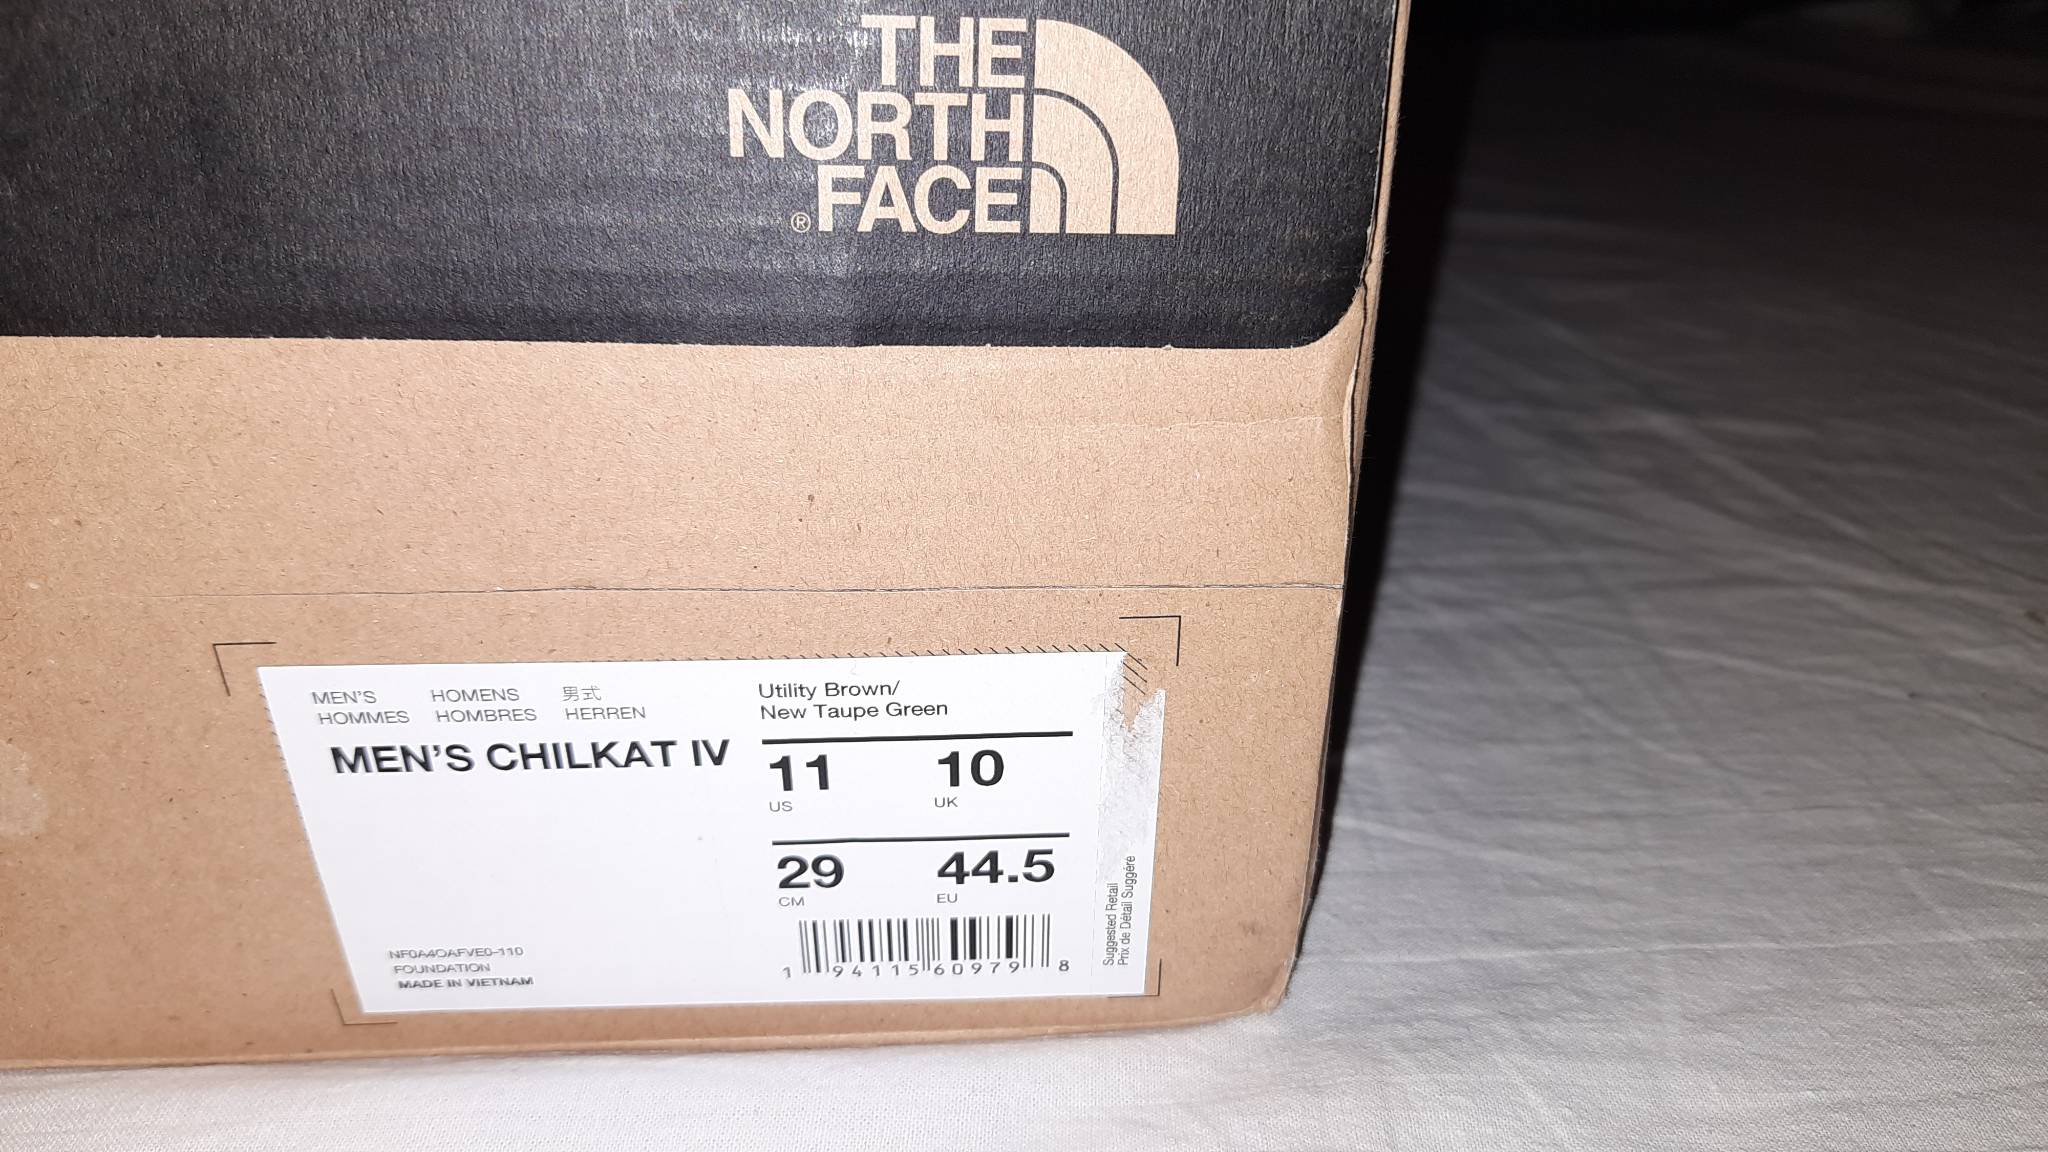 THE
NORTH
®FACE
MEN'S HOMENS 男式
HOMMES HOMBRES HERREN
MEN'S CHILKAT IV
Utility Brown/
New Taupe Green
11 10
US UK
29 44.5
CM EU
NF0A4OAFVE0-110
FOUNDATION
MADE IN VIETNAM
1 94115 60979 8
Suggested Retail
Prix de Détail Suggéré